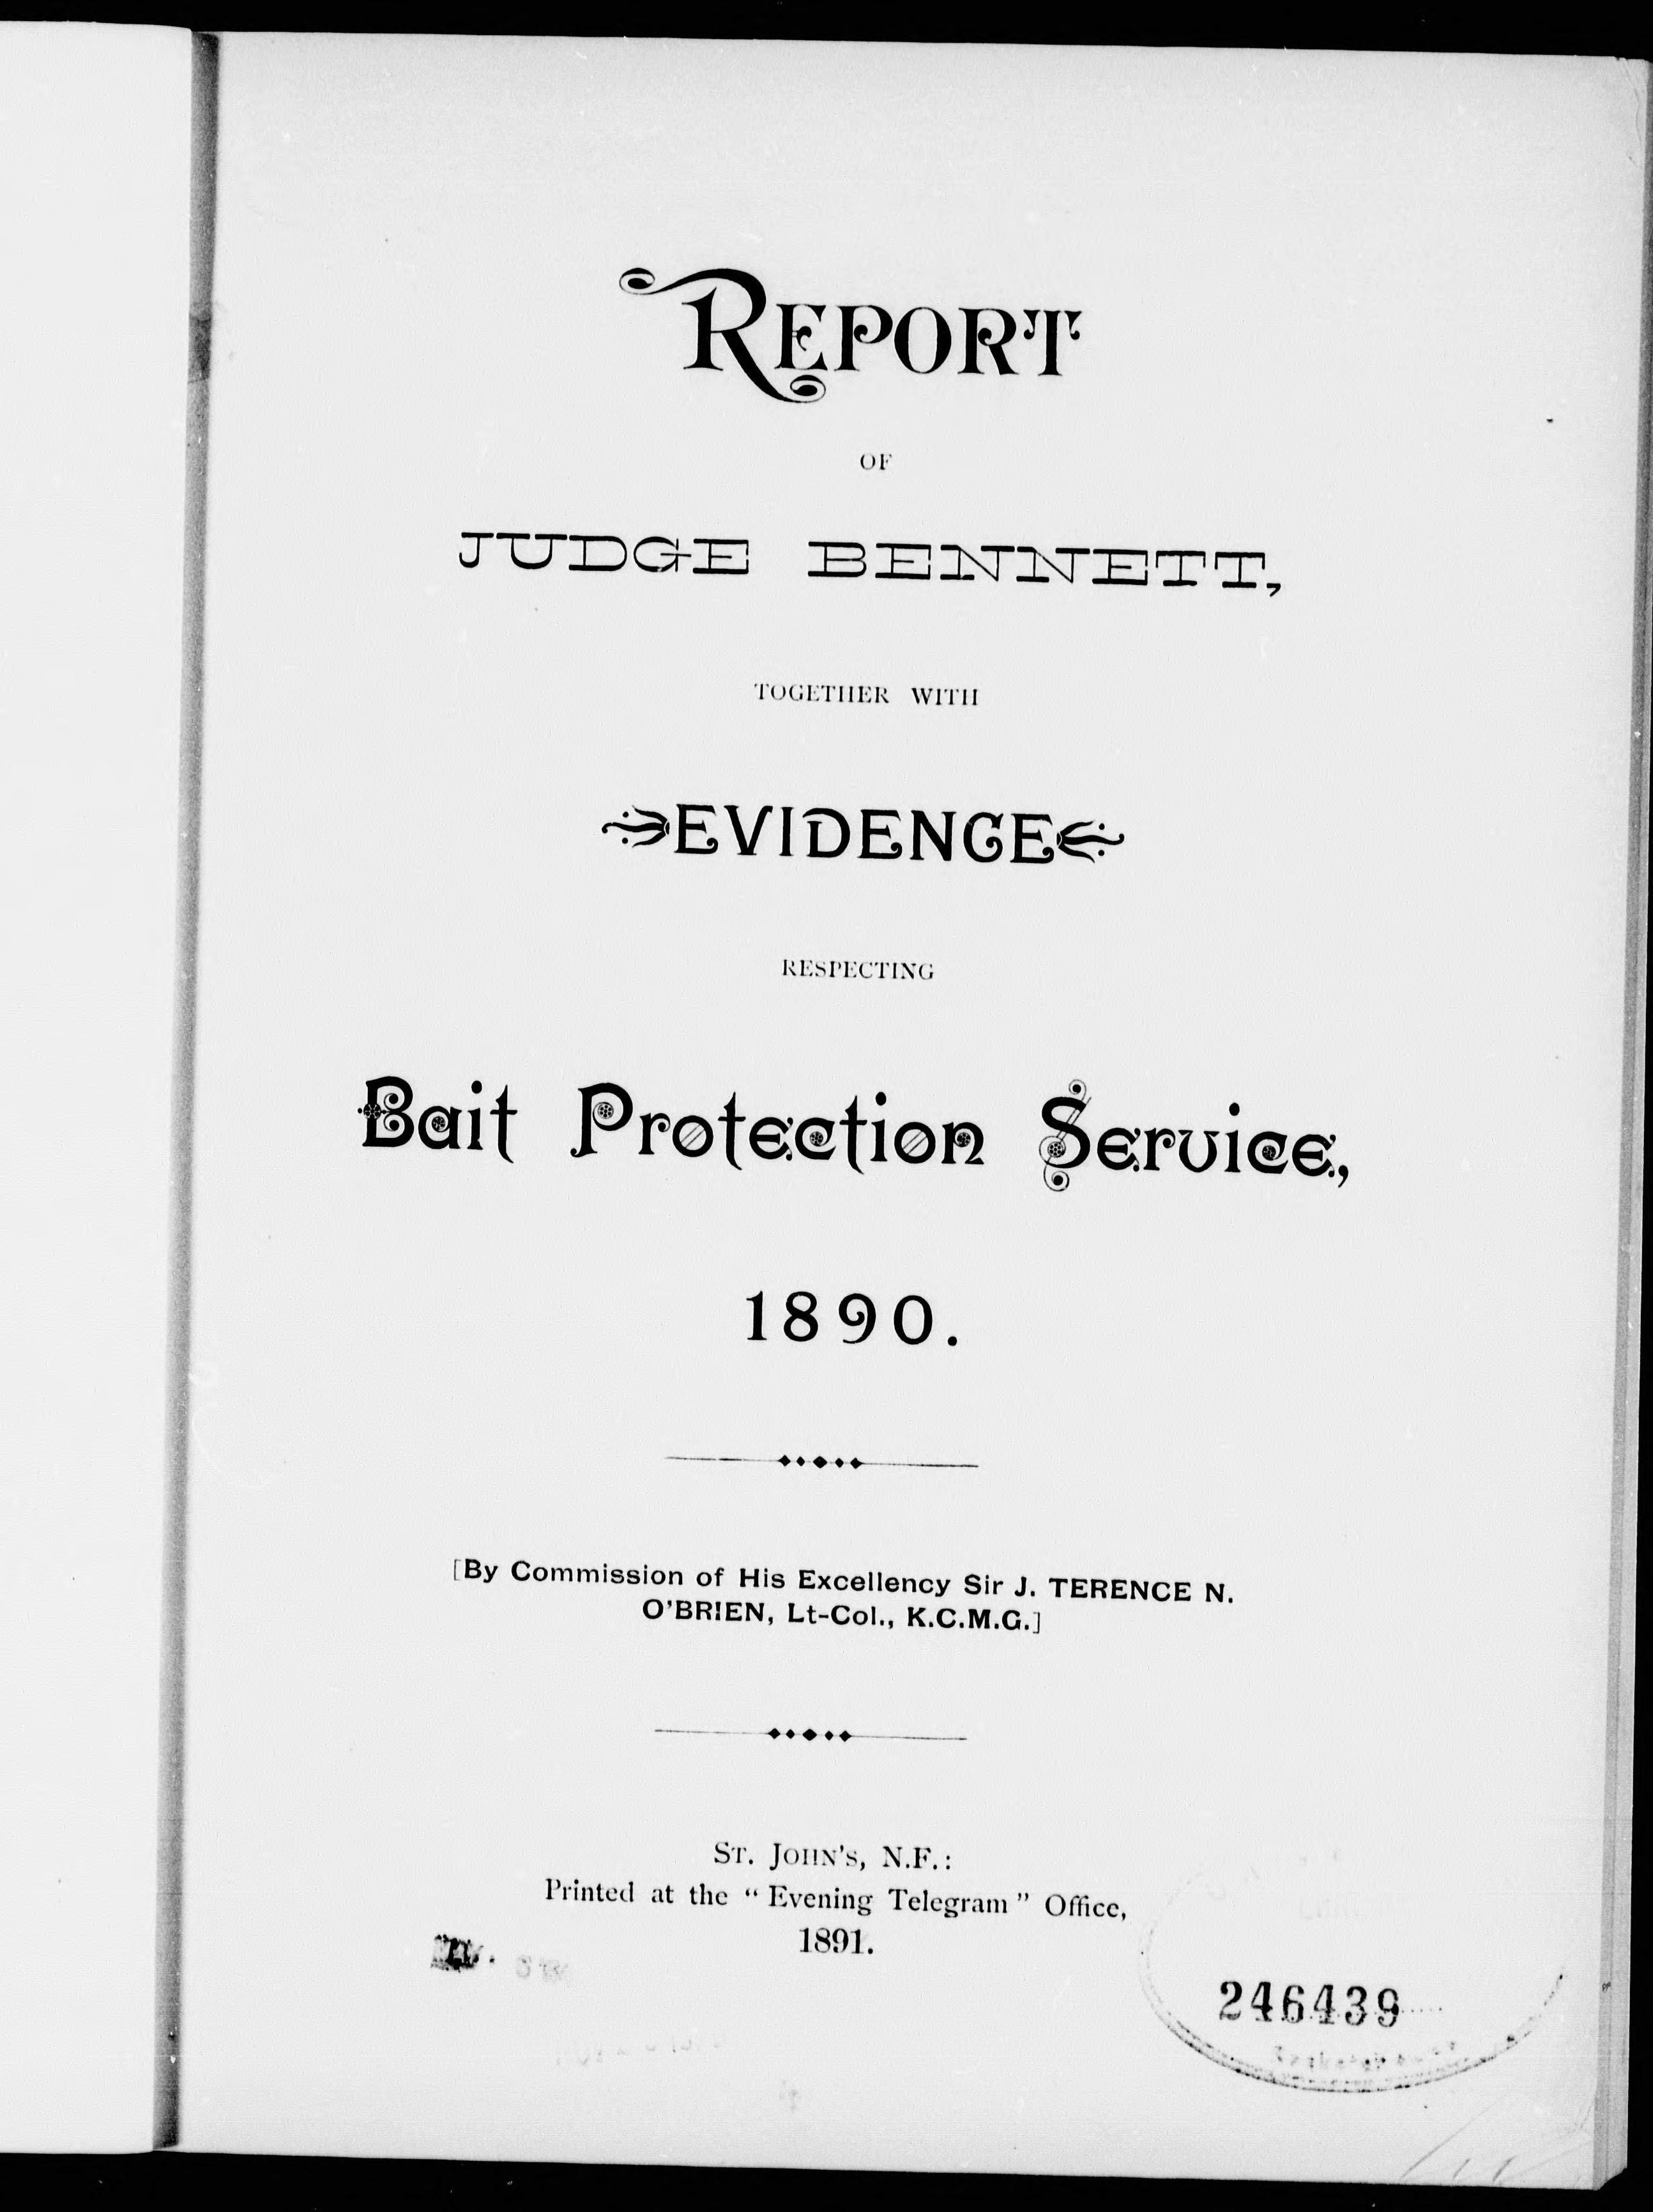 REPORT
OF
JUDGE BENNETT,
TOGETHER WITH
EVIDENCE
RESPECTING
Bait Protection Service,
1890.
[By Commission of His Excellency Sir J. TERENCE N.
O'BRIEN, Lt-Col., K.C.M.G.]
ST. JOHN'S, N.F.:
Printed at the "Evening Telegram" Office,
1891.
246439